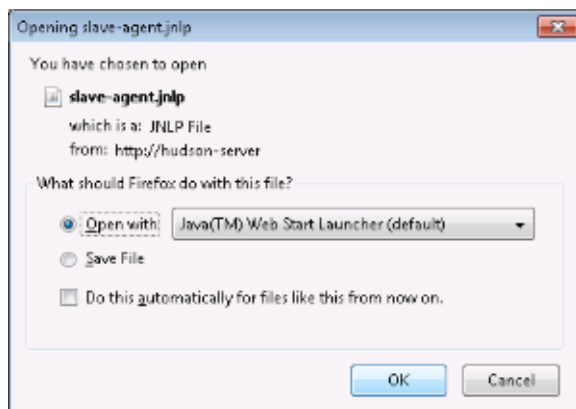 Opening slave-agent.jnlp
You have chosen to open
slave-agent.jnlp
which is a: JNLP File
from: http://hudson-server
What should Firefox do with this file?
Open with Java(TM) Web Start Launcher (default)
Save File
Do this automatically for files like this from now on.
OK Cancel